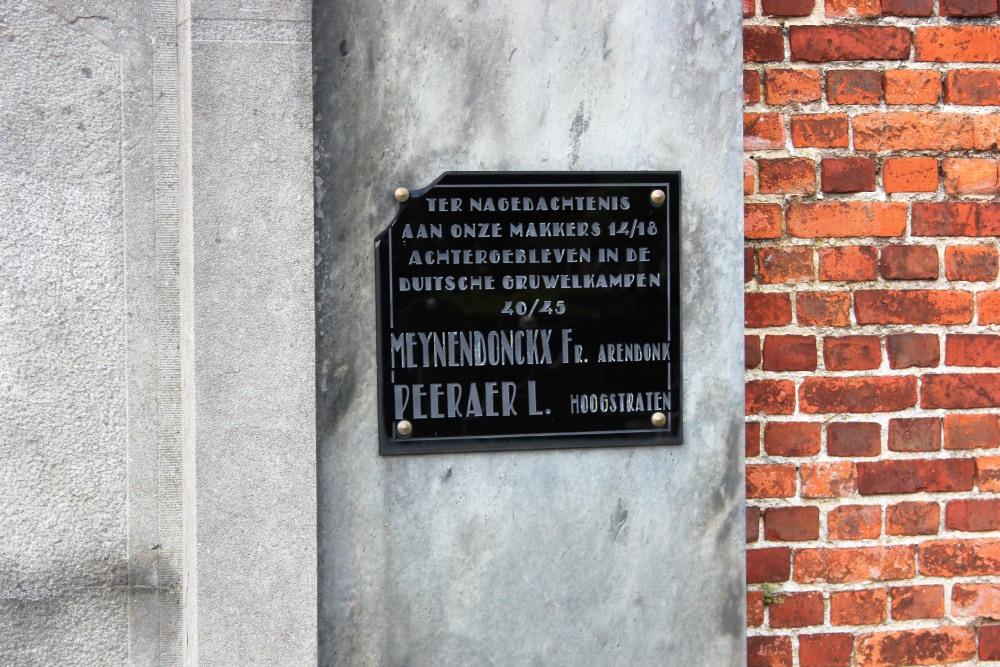 TER NAGEDACHTENIS
AAN ONZE MAKKERS 14/18
ACHTERGEBLEVEN IN DE
DUITSCHE GRUWELKAMPEN
40/45
MEYNENDONCKX FR. ARENDONK
PEERAER L. HOOGSTRATEN